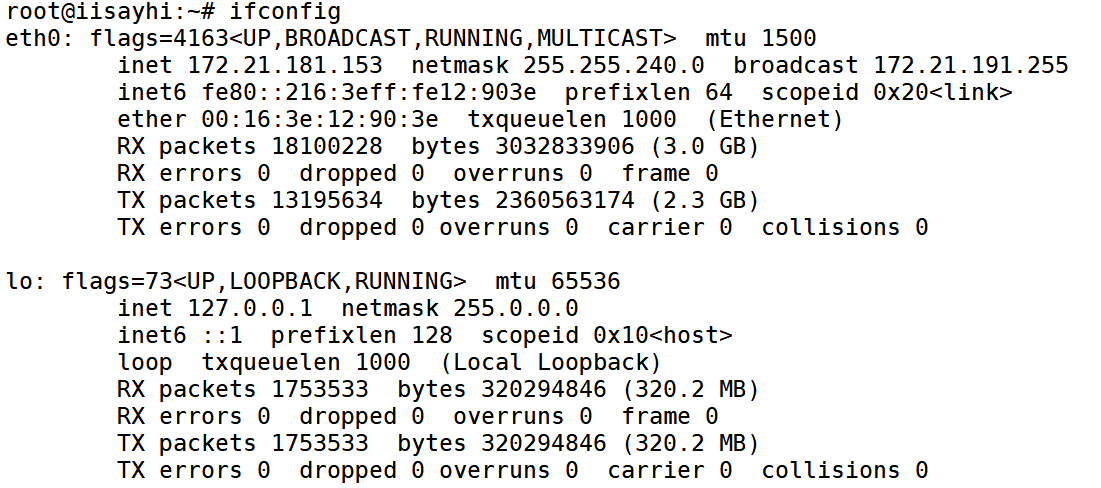 root@iisayhi:~# ifconfig
eth0: flags=4163<UP,BROADCAST,RUNNING,MULTICAST>  mtu 1500
        inet 172.21.181.153  netmask 255.255.240.0  broadcast 172.21.191.255
        inet6 fe80::216:3eff:fe12:903e  prefixlen 64  scopeid 0x20<link>
        ether 00:16:3e:12:90:3e  txqueuelen 1000  (Ethernet)
        RX packets 18100228  bytes 3032833906 (3.0 GB)
        RX errors 0  dropped 0  overruns 0  frame 0
        TX packets 13195634  bytes 2360563174 (2.3 GB)
        TX errors 0  dropped 0 overruns 0  carrier 0  collisions 0

lo: flags=73<UP,LOOPBACK,RUNNING>  mtu 65536
        inet 127.0.0.1  netmask 255.0.0.0
        inet6 ::1  prefixlen 128  scopeid 0x10<host>
        loop  txqueuelen 1000  (Local Loopback)
        RX packets 1753533  bytes 320294846 (320.2 MB)
        RX errors 0  dropped 0  overruns 0  frame 0
        TX packets 1753533  bytes 320294846 (320.2 MB)
        TX errors 0  dropped 0 overruns 0  carrier 0  collisions 0